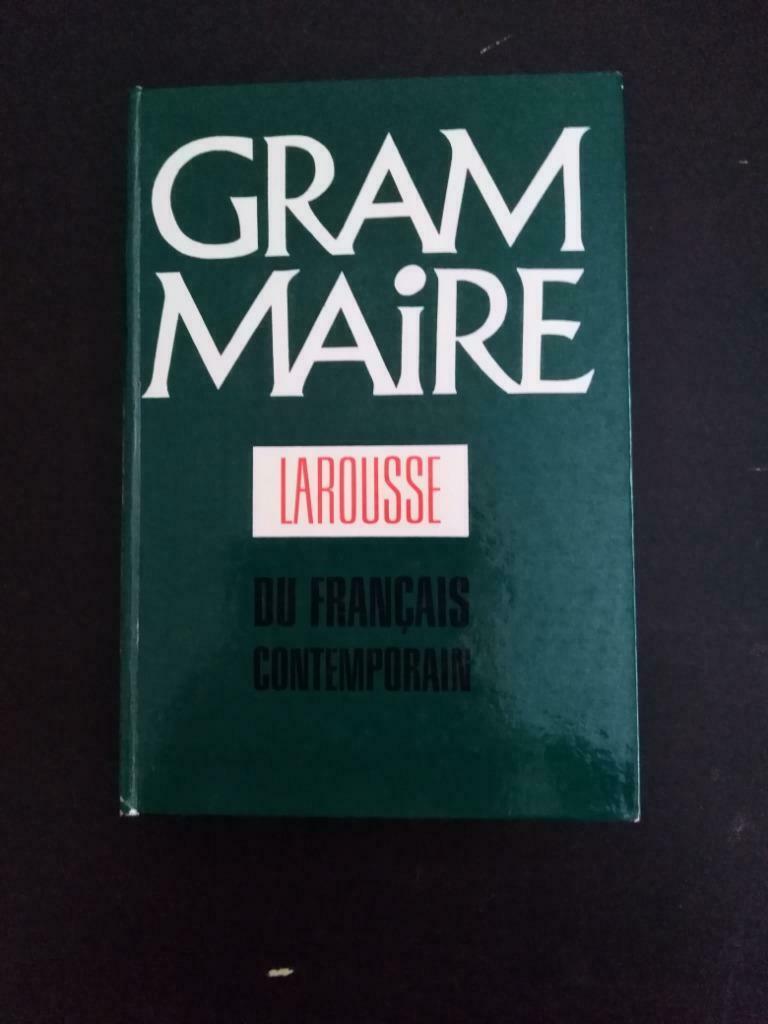 GRAM
MAiRE
LAROUSSE
DU FRANÇAIS
CONTEMPORAIN